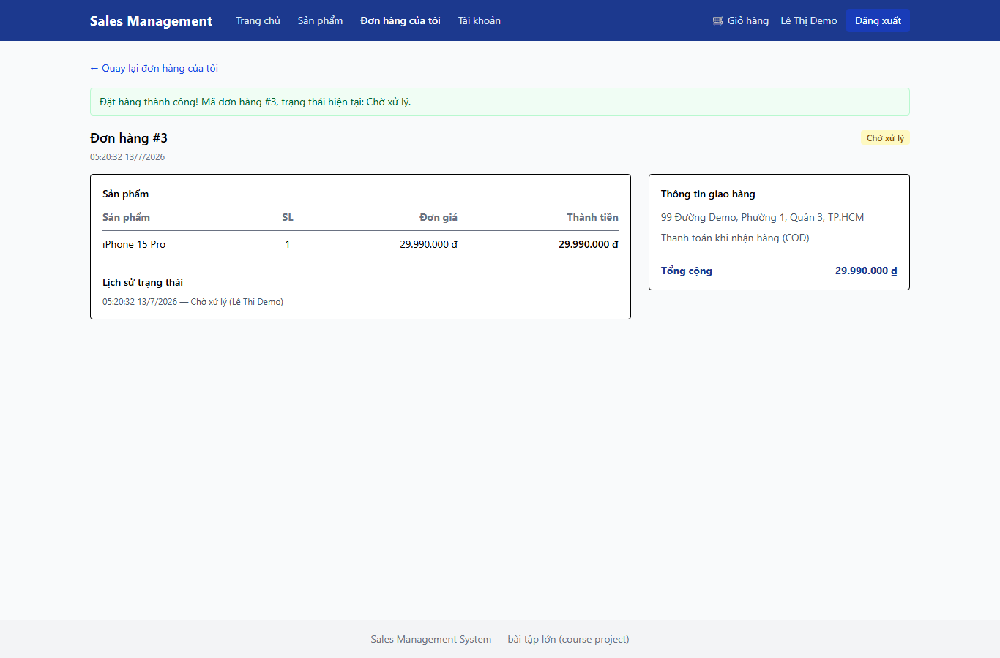 Sales Management Trang chủ Sản phẩm Đơn hàng của tôi Tài khoản Giỏ hàng Lê Thị Demo Đăng xuất
← Quay lại đơn hàng của tôi
Đặt hàng thành công! Mã đơn hàng #3, trạng thái hiện tại: Chờ xử lý.
Đơn hàng #3 Chờ xử lý
05:20:32 13/7/2026
Sản phẩm
Sản phẩm SL Đơn giá Thành tiền
iPhone 15 Pro 1 29.990.000 ₫ 29.990.000 ₫
Lịch sử trạng thái
05:20:32 13/7/2026 — Chờ xử lý (Lê Thị Demo)
Thông tin giao hàng
99 Đường Demo, Phường 1, Quận 3, TP.HCM
Thanh toán khi nhận hàng (COD)
Tổng cộng 29.990.000 ₫
Sales Management System — bài tập lớn (course project)